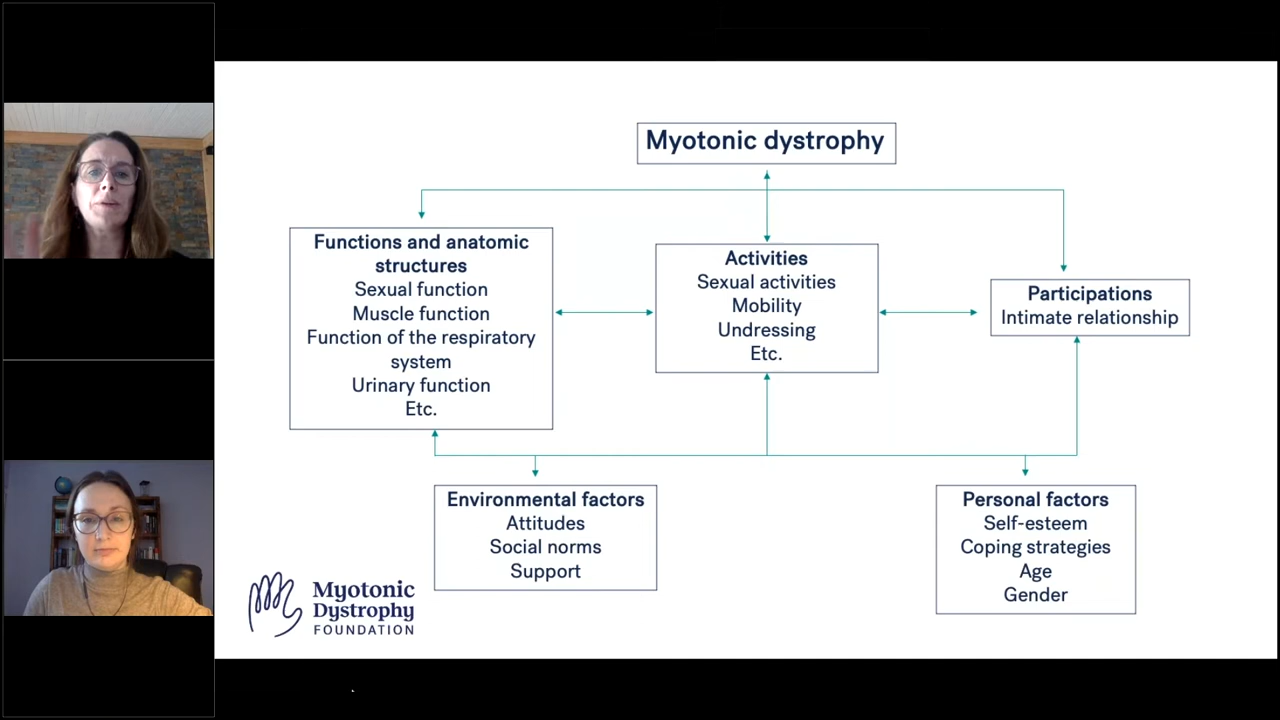 Myotonic dystrophy
Functions and anatomic
structures
Sexual function
Muscle function
Function of the respiratory
system
Urinary function
Etc.
Activities
Sexual activities
Mobility
Undressing
Etc.
Participations
Intimate relationship
Environmental factors
Attitudes
Social norms
Support
Personal factors
Self-esteem
Coping strategies
Age
Gender
Myotonic
Dystrophy
FOUNDATION